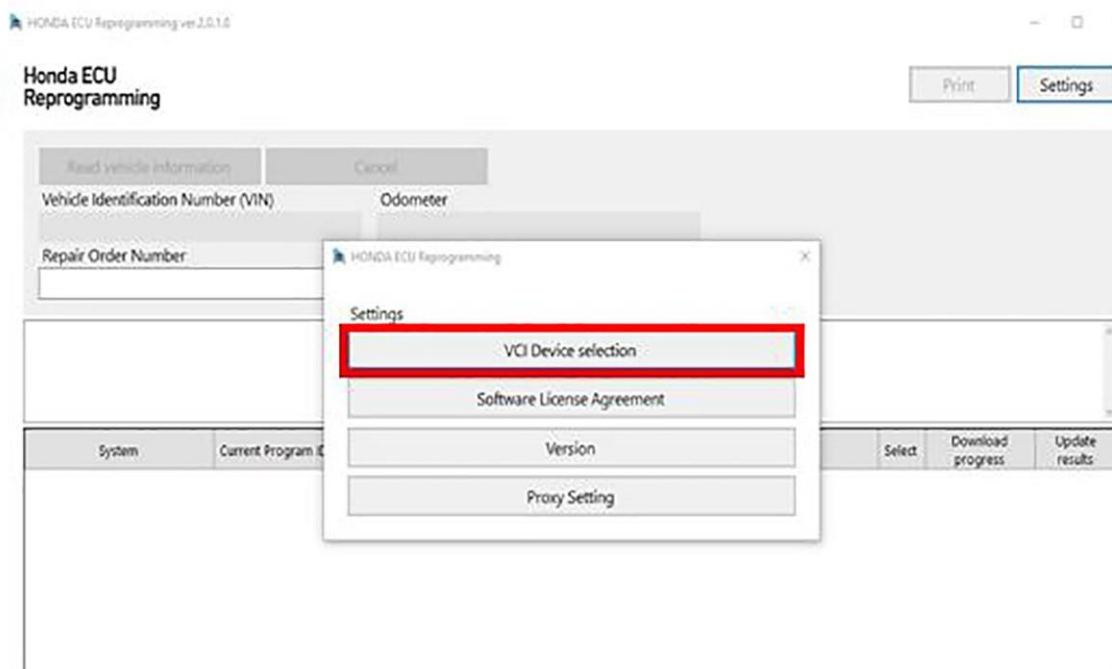 HONDA ECU Reprogramming ver.2.0.1.0
Honda ECU
Reprogramming
Print
Settings
Read vehicle information
Cancel
Vehicle Identification Number (VIN)
Odometer
Repair Order Number
HONDA ECU Reprogramming
Settings
VCI Device selection
Software License Agreement
Version
Proxy Setting
System
Current Program
Select
Download
progress
Update
results